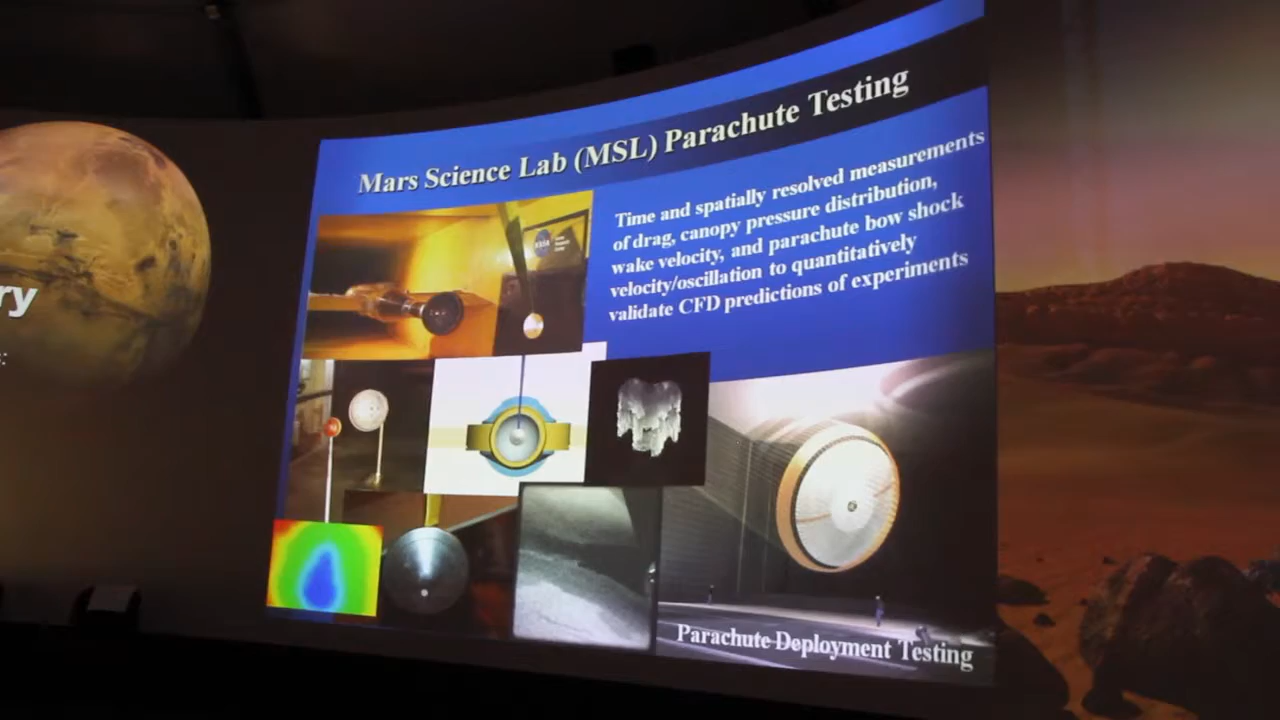 Mars Science Lab (MSL) Parachute Testing
Time and spatially resolved measurements
of drag, canopy pressure distribution,
wake velocity, and parachute bow shock
velocity/oscillation to quantitatively
validate CFD predictions of experiments
NASA
ry
:
Parachute Deployment Testing